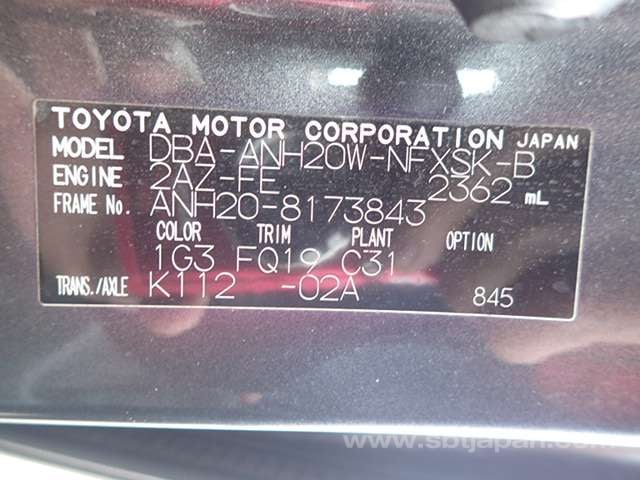 TOYOTA MOTOR CORPORATION JAPAN
MODEL DBA-ANH20W-NFXSK-B
ENGINE 2AZ-FE 2362 mL
FRAME No. ANH20-8173843
COLOR TRIM PLANT OPTION
1G3 FQ19 C31
TRANS./AXLE K112 -02A 845
www.sbtjapan.com